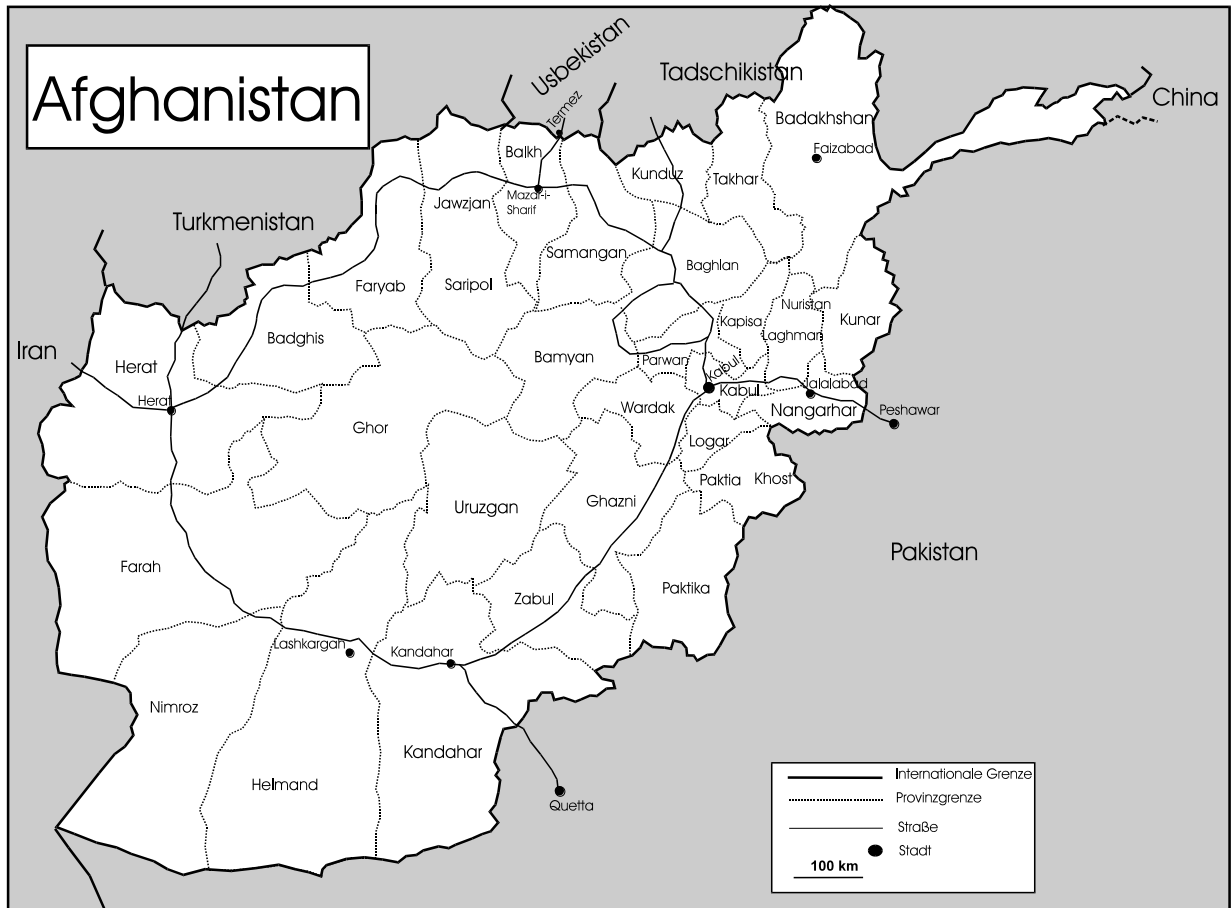 Afghanistan
Usbekistan
Tadschikistan
China
Termez
Badakhshan
Faizabad
Balkh
Kunduz
Takhar
Mazar-i-
Sharif
Jawzjan
Turkmenistan
Samangan
Baghlan
Faryab
Saripol
Nuristan
Kunar
Kapisa
Laghman
Badghis
Iran
Herat
Bamyan
Parwan
Kabul
Kabul
Jalalabad
Herat
Wardak
Nangarhar
Peshawar
Ghor
Logar
Paktia
Khost
Ghazni
Uruzgan
Pakistan
Farah
Paktika
Zabul
Lashkargah
Kandahar
Nimroz
Kandahar
Helmand
Quetta
Internationale Grenze
Provinzgrenze
Straße
Stadt
100 km